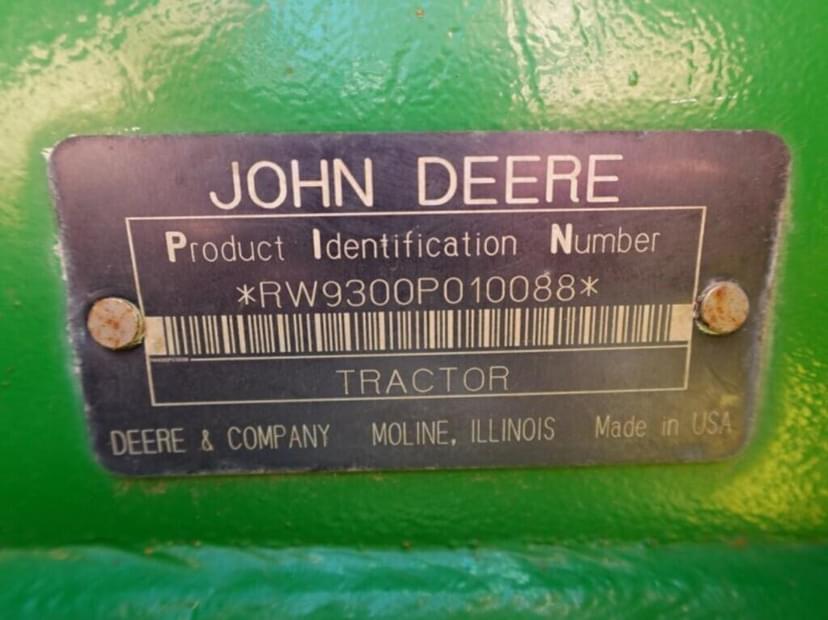 JOHN DEERE
Product Identification Number
*RW9300P010088*
TRACTOR
DEERE & COMPANY MOLINE, ILLINOIS Made in USA